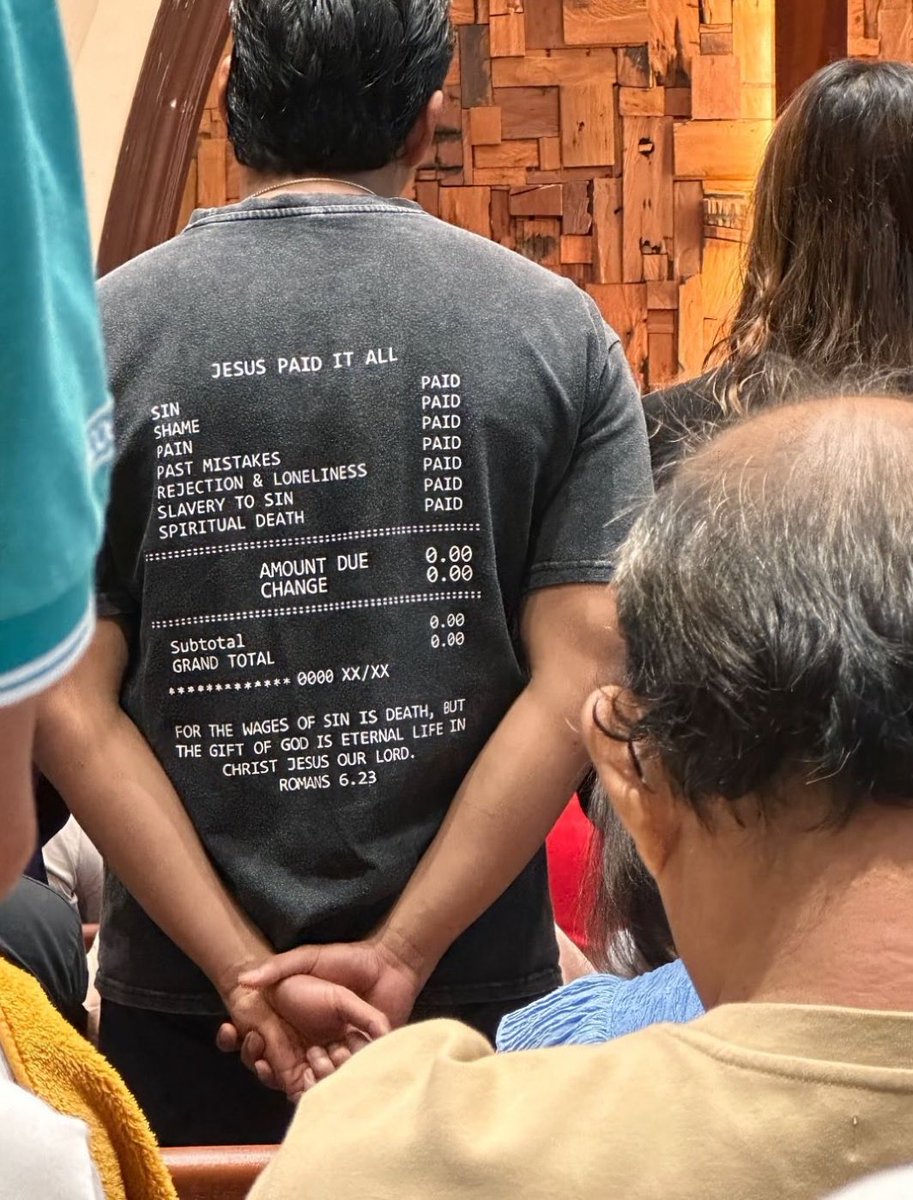 JESUS PAID IT ALL
SIN PAID
SHAME PAID
PAIN PAID
PAST MISTAKES PAID
REJECTION & LONELINESS PAID
SLAVERY TO SIN PAID
SPIRITUAL DEATH PAID
AMOUNT DUE 0.00
CHANGE 0.00
Subtotal 0.00
GRAND TOTAL 0.00
************* 0000 XX/XX
FOR THE WAGES OF SIN IS DEATH, BUT
THE GIFT OF GOD IS ETERNAL LIFE IN
CHRIST JESUS OUR LORD.
ROMANS 6.23